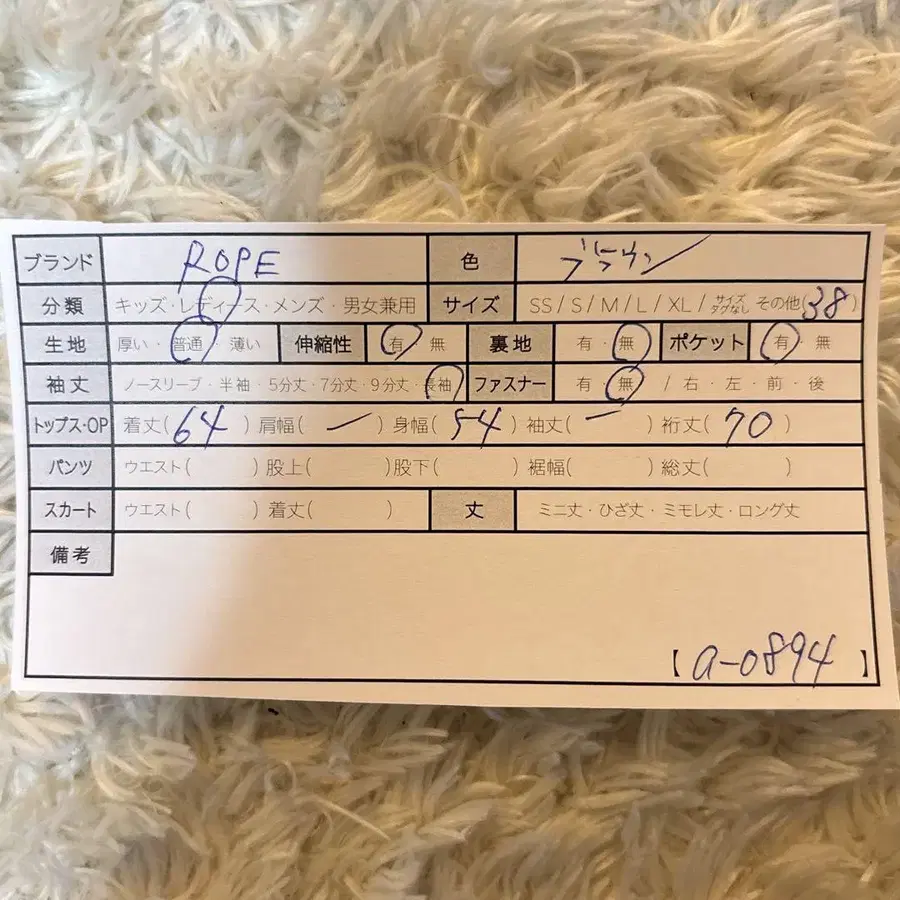 ブランド ROPE 色 ブラウン
分類 キッズ・レディース・メンズ・男女兼用 サイズ SS / S / M / L / XL / サイズタグなし その他(38)
生地 厚い・普通・薄い 伸縮性 有・無 裏地 有・無 ポケット 有・無
袖丈 ノースリーブ・半袖・5分丈・7分丈・9分丈・長袖 ファスナー 有・無 / 右・左・前・後
トップス・OP 着丈(64) 肩幅(ー) 身幅(54) 袖丈(ー) 裄丈(70)
パンツ ウエスト( ) 股上( ) 股下( ) 裾幅( ) 総丈( )
スカート ウエスト( ) 着丈( ) 丈 ミニ丈・ひざ丈・ミモレ丈・ロング丈
備考
【a-0894】